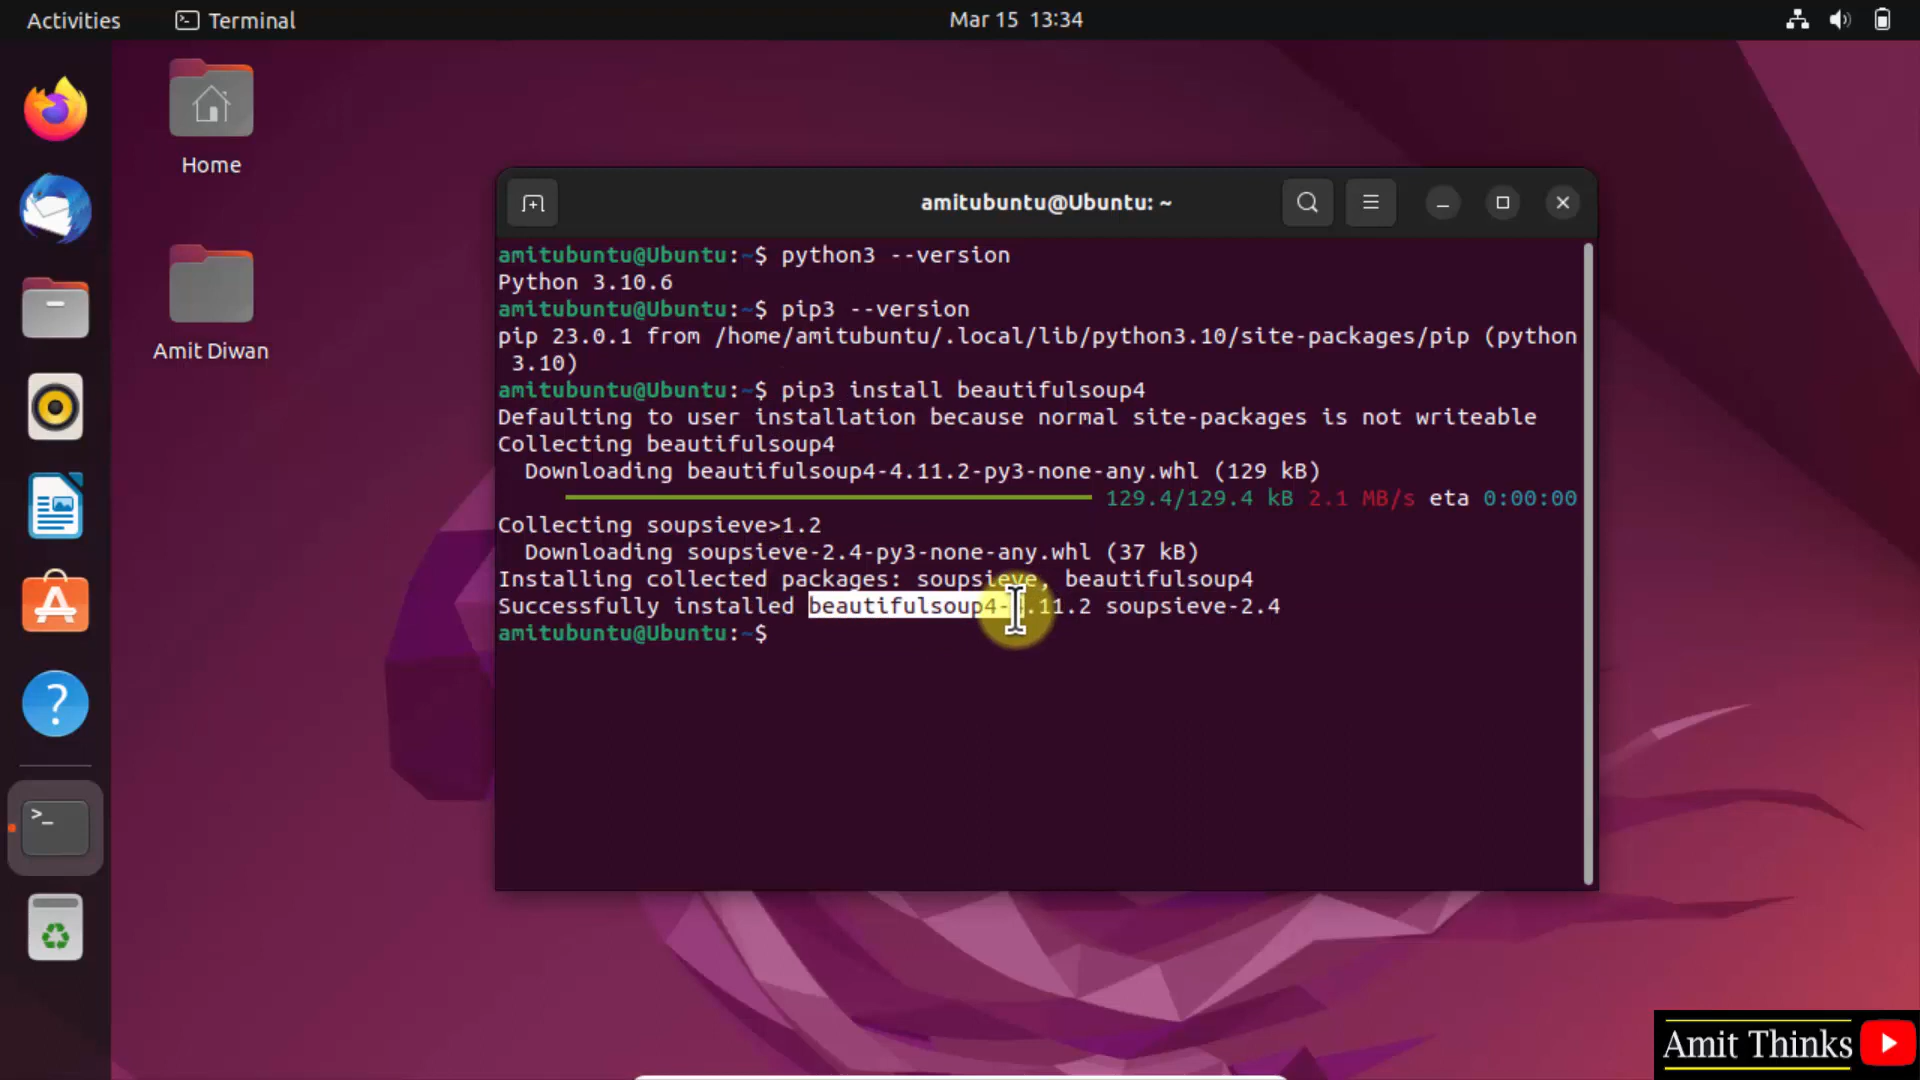 Activities
Terminal
Mar 15 13:34
Home
Amit Diwan
amitubuntu@Ubuntu: ~
amitubuntu@Ubuntu:~$ python3 --version
Python 3.10.6
amitubuntu@Ubuntu:~$ pip3 --version
pip 23.0.1 from /home/amitubuntu/.local/lib/python3.10/site-packages/pip (python
3.10)
amitubuntu@Ubuntu:~$ pip3 install beautifulsoup4
Defaulting to user installation because normal site-packages is not writeable
Collecting beautifulsoup4
Downloading beautifulsoup4-4.11.2-py3-none-any.whl (129 kB)
129.4/129.4 kB 2.1 MB/s eta 0:00:00
Collecting soupsieve>1.2
Downloading soupsieve-2.4-py3-none-any.whl (37 kB)
Installing collected packages: soupsieve, beautifulsoup4
Successfully installed beautifulsoup4-4.11.2 soupsieve-2.4
amitubuntu@Ubuntu:~$
Amit Thinks